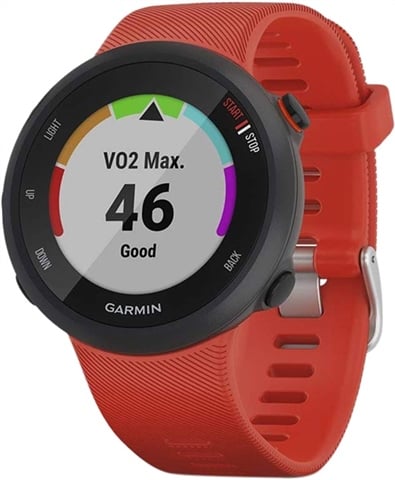 LIGHT
START
STOP
VO2 Max.
46
Good
UP
DOWN
BACK
GARMIN